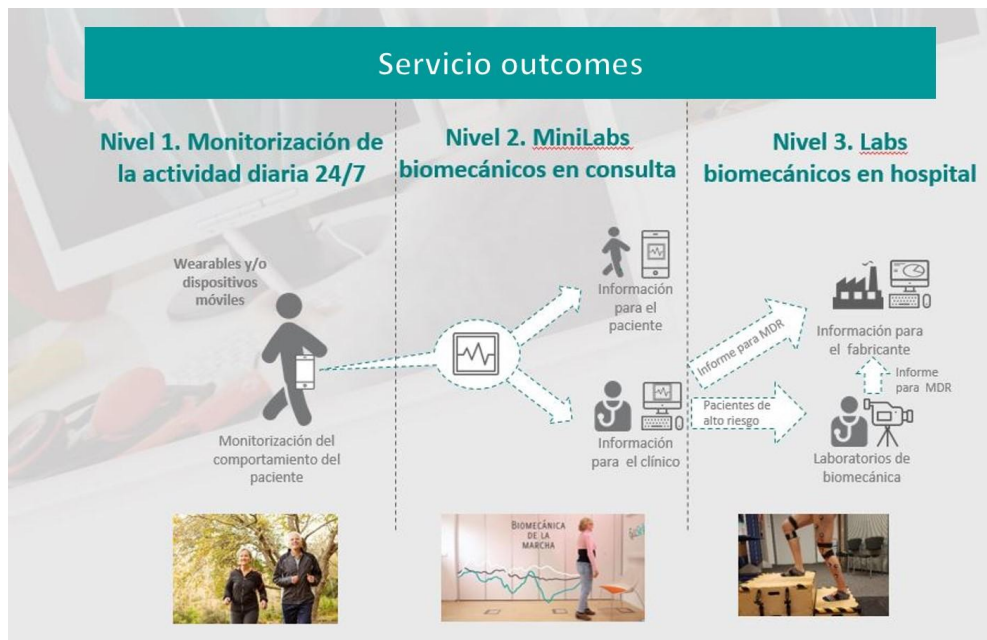 Servicio outcomes
Nivel 1. Monitorización de
la actividad diaria 24/7
Nivel 2. MiniLabs
biomecánicos en consulta
Nivel 3. Labs
biomecánicos en hospital
Wearables y/o
dispositivos
móviles
Monitorización del
comportamiento del
paciente
Información
para el
paciente
Información
para el clínico
Informe para MDR
Pacientes de
alto riesgo
Información para
el fabricante
Informe
para MDR
Laboratorios de
biomecánica
BIOMECÁNICA
DE LA
MARCHA